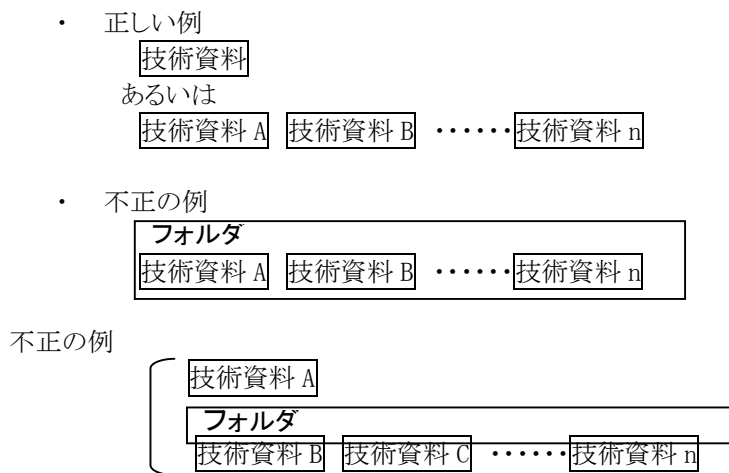 ・ 正しい例
技術資料
あるいは
技術資料 A 技術資料 B ・・・・・・技術資料 n
・ 不正の例
フォルダ
技術資料 A 技術資料 B ・・・・・・技術資料 n
不正の例
技術資料 A
フォルダ
技術資料 B 技術資料 C ・・・・・・技術資料 n